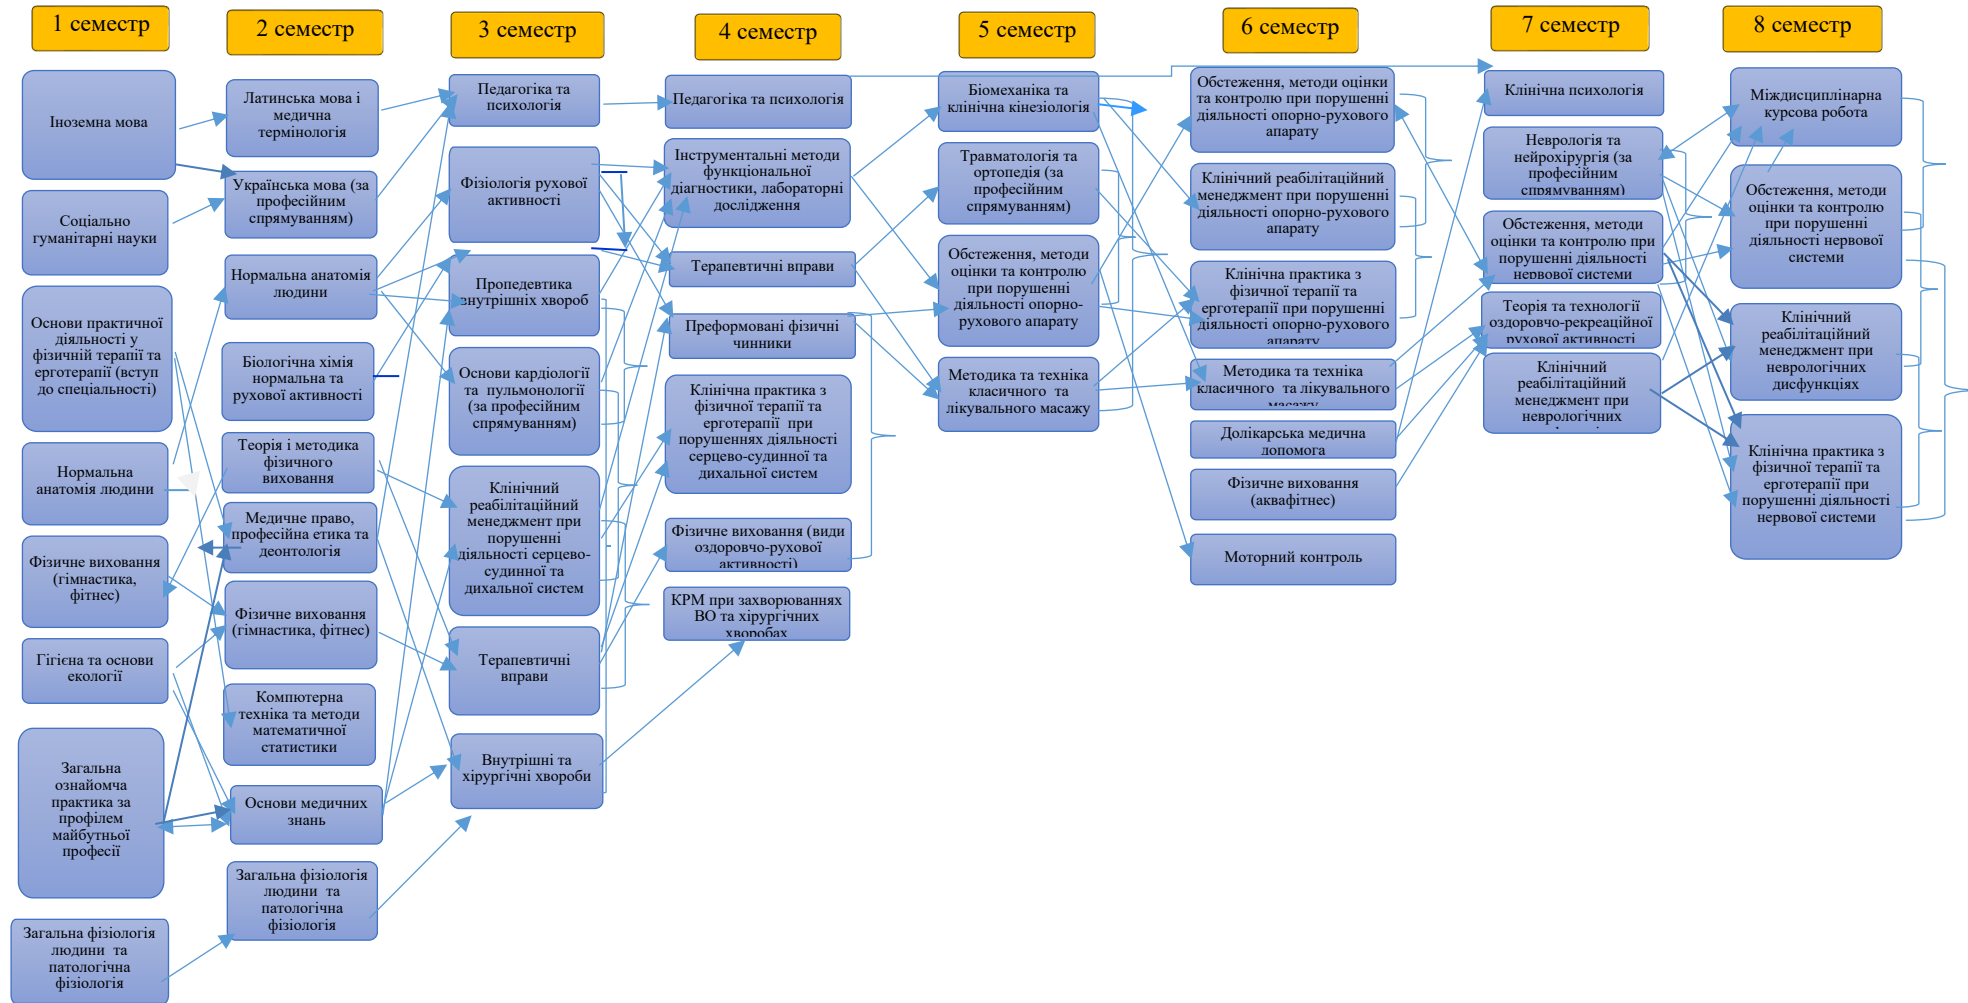 1 семестр
2 семестр
3 семестр
4 семестр
5 семестр
6 семестр
7 семестр
8 семестр
Іноземна мова
Соціально
гуманітарні науки
Основи практичної
діяльності у
фізичній терапії та
ерготерапії (вступ
до спеціальності)
Нормальна
анатомія людини
Фізичне виховання
(гімнастика,
фітнес)
Гігієна та основи
екології
Загальна
ознайомча
практика за
профілем
майбутньої
професії
Загальна фізіологія
людини та
патологічна
фізіологія
Латинська мова і
медична
термінологія
Українська мова (за
професійним
спрямуванням)
Нормальна анатомія
людини
Біологічна хімія
нормальна та
рухової активності
Теорія і методика
фізичного
виховання
Медичне право,
професійна етика та
деонтологія
Фізичне виховання
(гімнастика, фітнес)
Компютерна
техніка та методи
математичної
статистики
Основи медичних
знань
Загальна фізіологія
людини та
патологічна
фізіологія
Педагогіка та
психологія
Фізіологія рухової
активності
Пропедевтика
внутрішніх хвороб
Основи кардіології
та пульмонології
(за професійним
спрямуванням)
Клінічний
реабілітаційний
менеджмент при
порушенні
діяльності серцево-
судинної та
дихальної систем
Терапевтичні
вправи
Внутрішні та
хірургічні хвороби
Педагогіка та психологія
Інструментальні методи
функціональної
діагностики, лабораторні
дослідження
Терапевтичні вправи
Преформовані фізичні
чинники
Клінічна практика з
фізичної терапії та
ерготерапії при
порушеннях діяльності
серцево-судинної та
дихальної систем
Фізичне виховання (види
оздоровчо-рухової
активності)
КРМ при захворюваннях
ВО та хірургічних
хворобах
Біомеханіка та
клінічна кінезіологія
Травматологія та
ортопедія (за
професійним
спрямуванням)
Обстеження, методи
оцінки та контролю
при порушенні
діяльності опорно-
рухового апарату
Методика та техніка
класичного та
лікувального масажу
Обстеження, методи оцінки
та контролю при порушенні
діяльності опорно-рухового
апарату
Клінічний реабілітаційний
менеджмент при порушенні
діяльності опорно-рухового
апарату
Клінічна практика з
фізичної терапії та
ерготерапії при порушенні
діяльності опорно-рухового
апарату
Методика та техніка
класичного та лікувального
масажу
Долікарська медична
допомога
Фізичне виховання
(аквафітнес)
Моторний контроль
Клінічна психологія
Неврологія та
нейрохірургія (за
професійним
спрямуванням)
Обстеження, методи
оцінки та контролю при
порушенні діяльності
нервової системи
Теорія та технології
оздоровчо-рекреаційної
рухової активності
Клінічний
реабілітаційний
менеджмент при
неврологічних
Міждисциплінарна
курсова робота
Обстеження, методи
оцінки та контролю
при порушенні
діяльності нервової
системи
Клінічний
реабілітаційний
менеджмент при
неврологічних
дисфункціях
Клінічна практика з
фізичної терапії та
ерготерапії при
порушенні діяльності
нервової системи